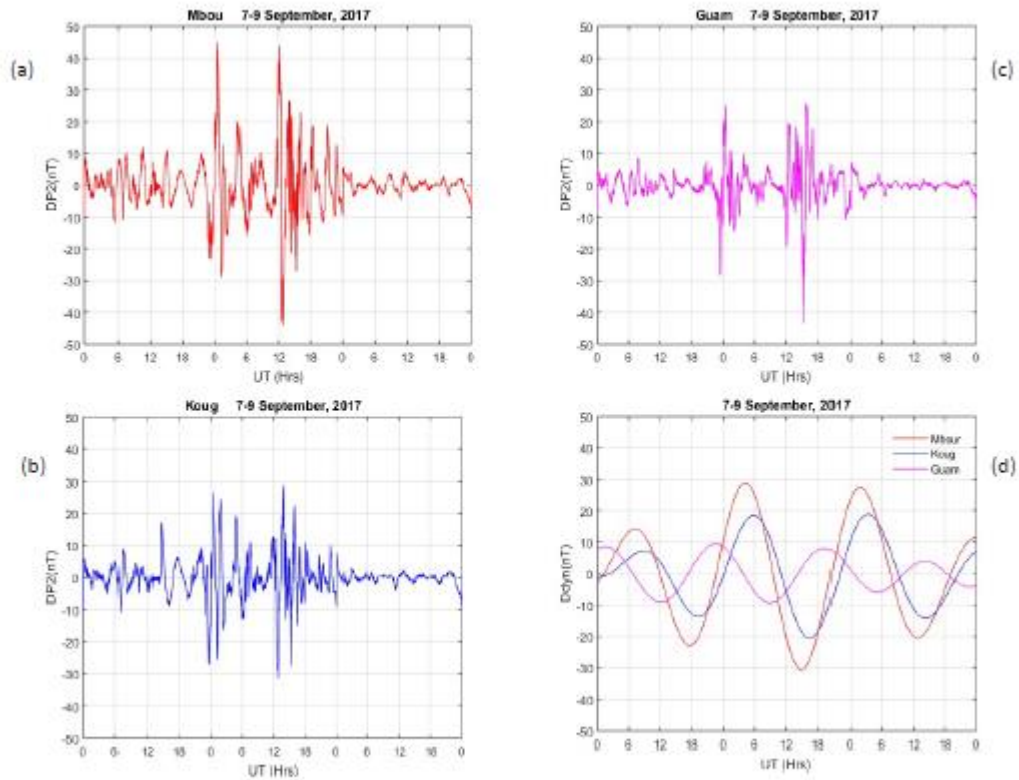 Mbou 7-9 September, 2017
(a)
50
40
30
20
10
0
-10
-20
-30
-40
-50
DP2(nT)
0 6 12 18 0 6 12 18 0 6 12 18 0
UT (Hrs)
Guam 7-9 September, 2017
(c)
50
40
30
20
10
0
-10
-20
-30
-40
-50
DP2(nT)
0 6 12 18 0 6 12 18 0 6 12 18 0
UT (Hrs)
Koug 7-9 September, 2017
(b)
50
40
30
20
10
0
-10
-20
-30
-40
-50
DP2(nT)
0 6 12 18 0 6 12 18 0 6 12 18 0
UT (Hrs)
7-9 September, 2017
(d)
50
40
30
20
10
0
-10
-20
-30
-40
-50
Ddyn(nT)
Mbour
Koug
Guam
0 6 12 18 0 6 12 18 0 6 12 18 0
UT (Hrs)